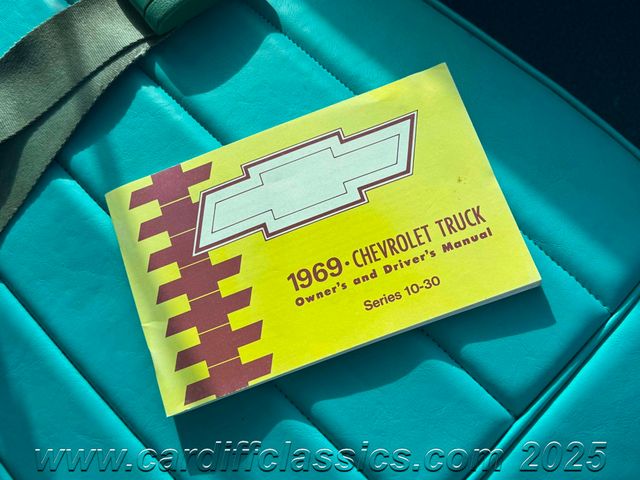 1969 • CHEVROLET TRUCK
Owner's and Driver's Manual
Series 10-30
www.cardiffclassics.com 2025